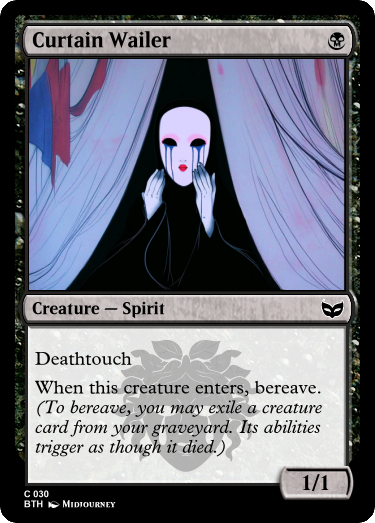 Curtain Wailer
Creature — Spirit
Deathtouch
When this creature enters, bereave.
(To bereave, you may exile a creature
card from your graveyard. Its abilities
trigger as though it died.)
1/1
C 030
BTH Midjourney